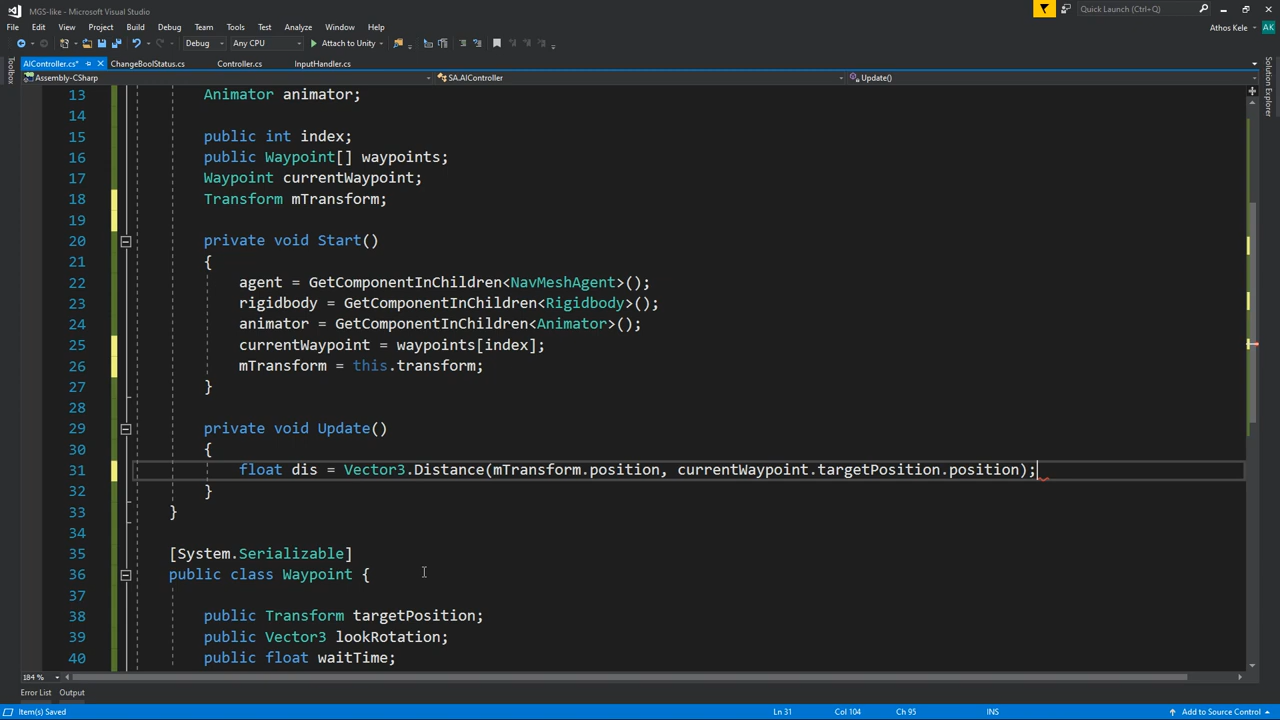 MGS-like - Microsoft Visual Studio
Quick Launch (Ctrl+Q)
File Edit View Project Build Debug Team Tools Test Analyze Window Help
Athos Kele AK
Debug Any CPU Attach to Unity
AIController.cs* ChangeBoolStatus.cs Controller.cs InputHandler.cs
Assembly-CSharp SA.AIController Update()
Toolbox
Solution Explorer
13 Animator animator;
14
15 public int index;
16 public Waypoint[] waypoints;
17 Waypoint currentWaypoint;
18 Transform mTransform;
19
20 private void Start()
21 {
22 agent = GetComponentInChildren<NavMeshAgent>();
23 rigidbody = GetComponentInChildren<Rigidbody>();
24 animator = GetComponentInChildren<Animator>();
25 currentWaypoint = waypoints[index];
26 mTransform = this.transform;
27 }
28
29 private void Update()
30 {
31 float dis = Vector3.Distance(mTransform.position, currentWaypoint.targetPosition.position);
32 }
33 }
34
35 [System.Serializable]
36 public class Waypoint {
37
38 public Transform targetPosition;
39 public Vector3 lookRotation;
40 public float waitTime;
184 %
Error List Output
Item(s) Saved Ln 31 Col 104 Ch 95 INS Add to Source Control